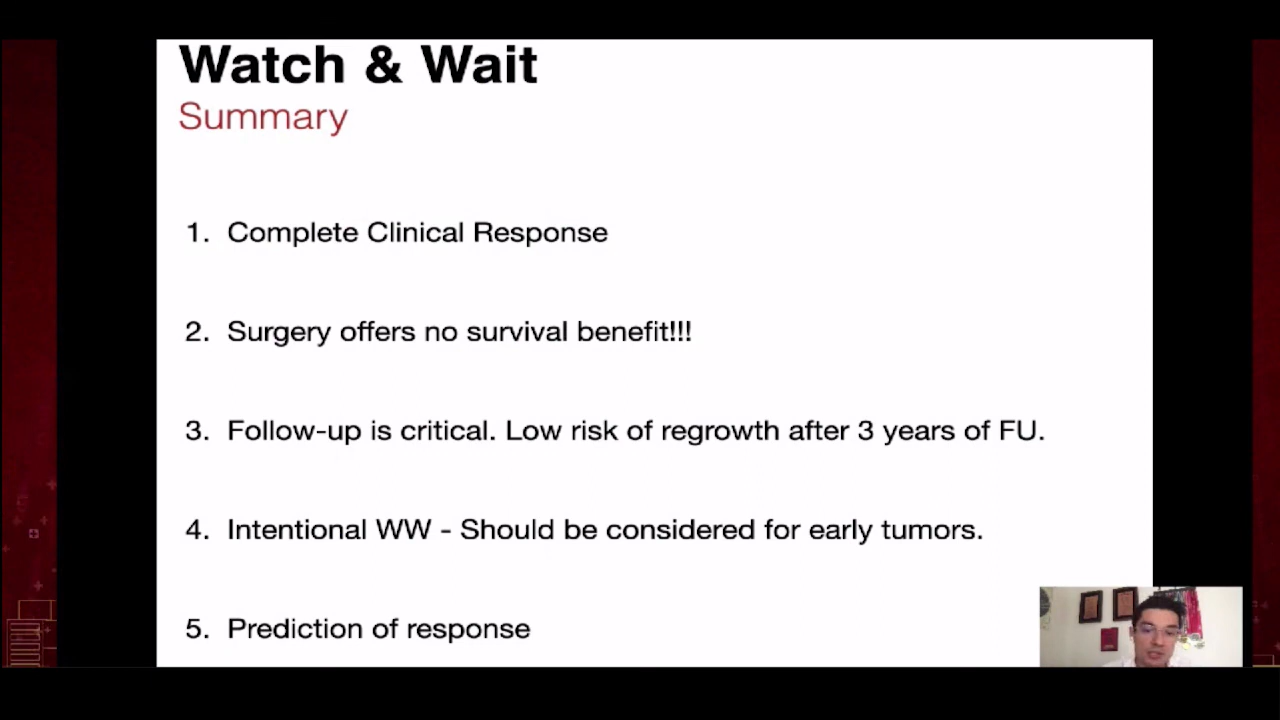 Watch & Wait
Summary
1. Complete Clinical Response
2. Surgery offers no survival benefit!!!
3. Follow-up is critical. Low risk of regrowth after 3 years of FU.
4. Intentional WW - Should be considered for early tumors.
5. Prediction of response